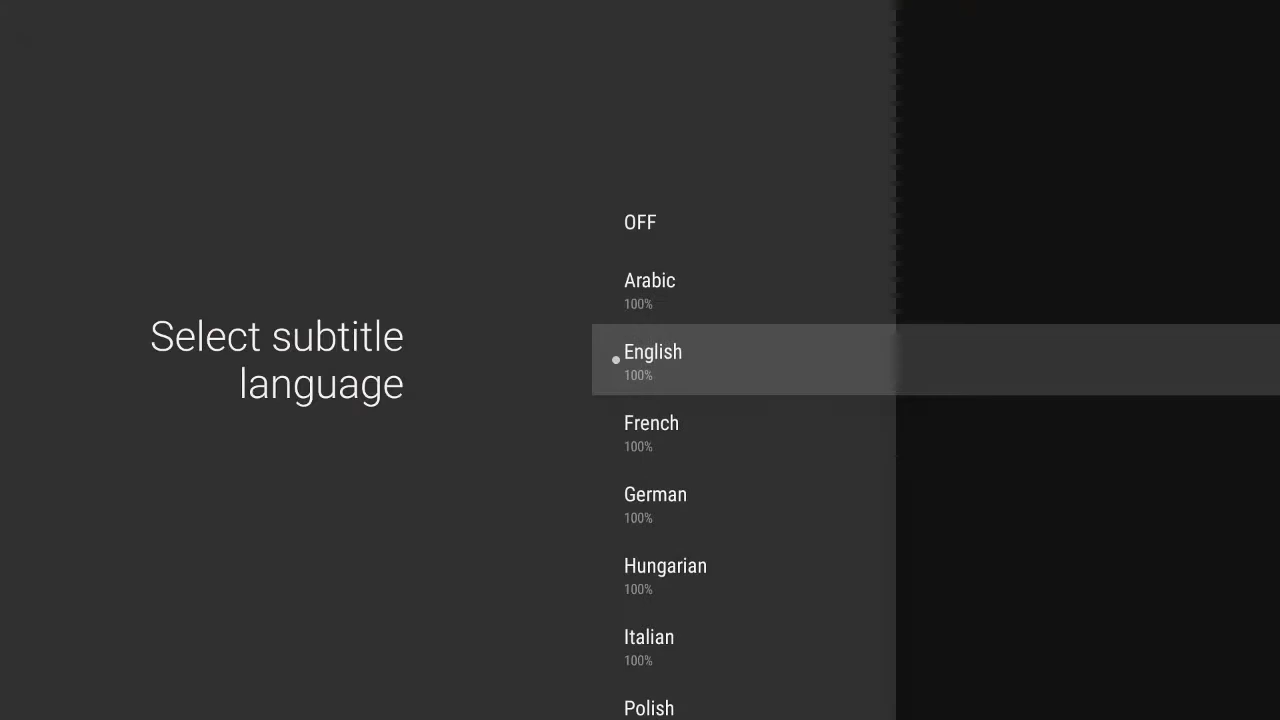 Select subtitle
language
OFF
Arabic
100%
English
100%
French
100%
German
100%
Hungarian
100%
Italian
100%
Polish